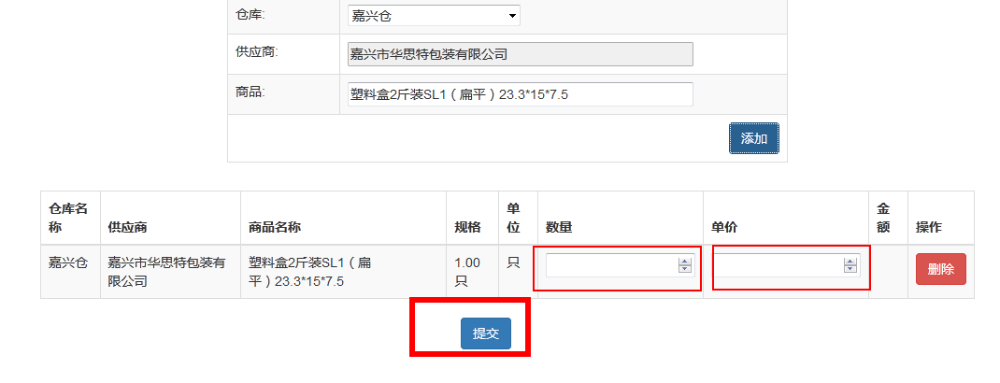 仓库:
嘉兴仓
供应商:
嘉兴市华思特包装有限公司
商品:
塑料盒2斤装SL1（扁平）23.3*15*7.5
添加
仓库名
称
供应商
商品名称
规格
单
位
数量
单价
金
额
操作
嘉兴仓
嘉兴市华思特包装有
限公司
塑料盒2斤装SL1（扁
平）23.3*15*7.5
1.00
只
只
删除
提交